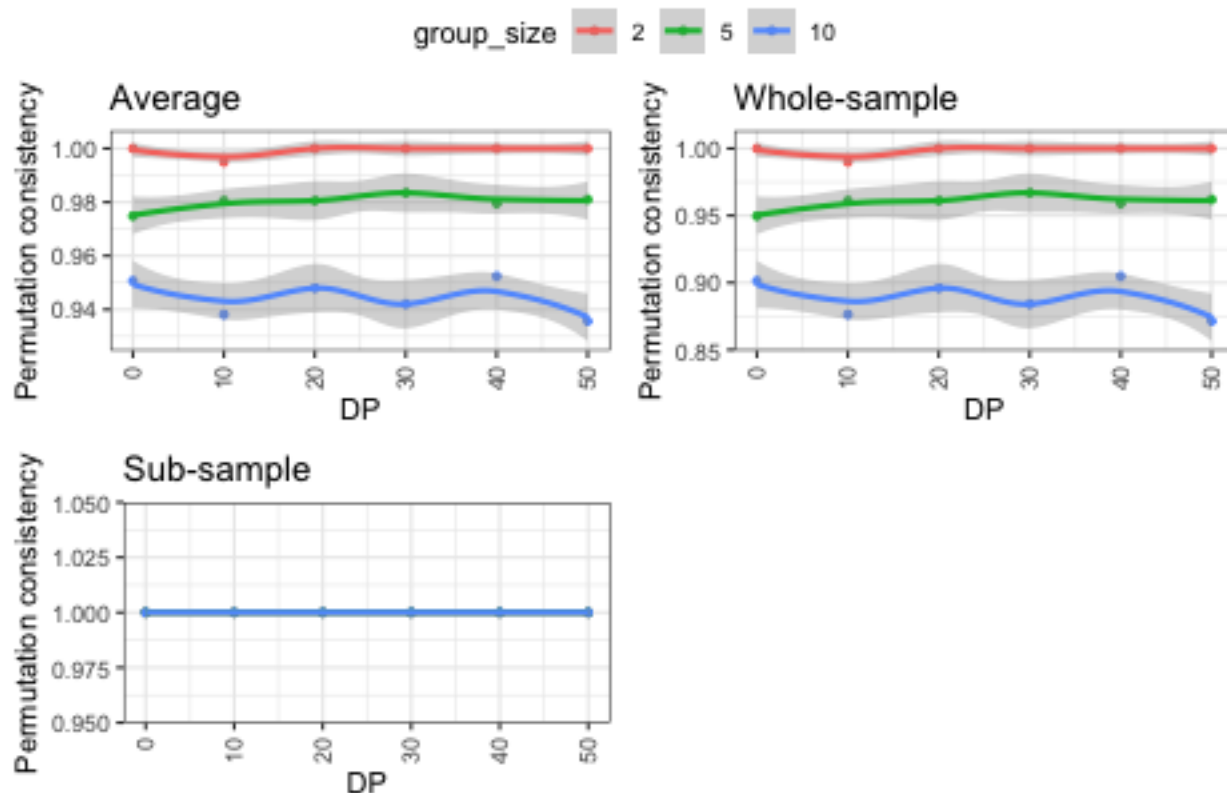 group_size 2 5 10
Average
Permutation consistency
1.00
0.98
0.96
0.94
0 10 20 30 40 50
DP
Whole-sample
Permutation consistency
1.00
0.95
0.90
0.85
0 10 20 30 40 50
DP
Sub-sample
Permutation consistency
1.050
1.025
1.000
0.975
0.950
0 10 20 30 40 50
DP